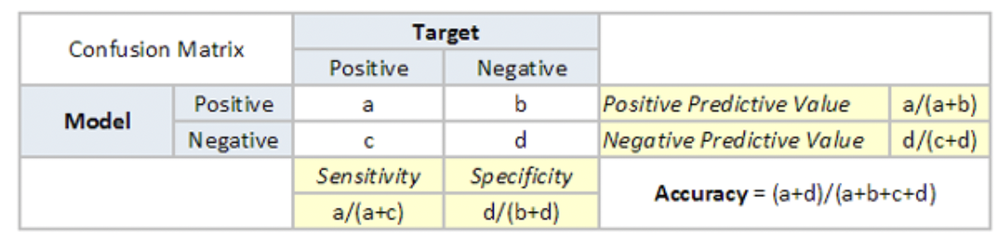 Confusion Matrix
Target
Positive Negative
Model
Positive a b Positive Predictive Value a/(a+b)
Negative c d Negative Predictive Value d/(c+d)
Sensitivity Specificity
a/(a+c) d/(b+d)
Accuracy = (a+d)/(a+b+c+d)